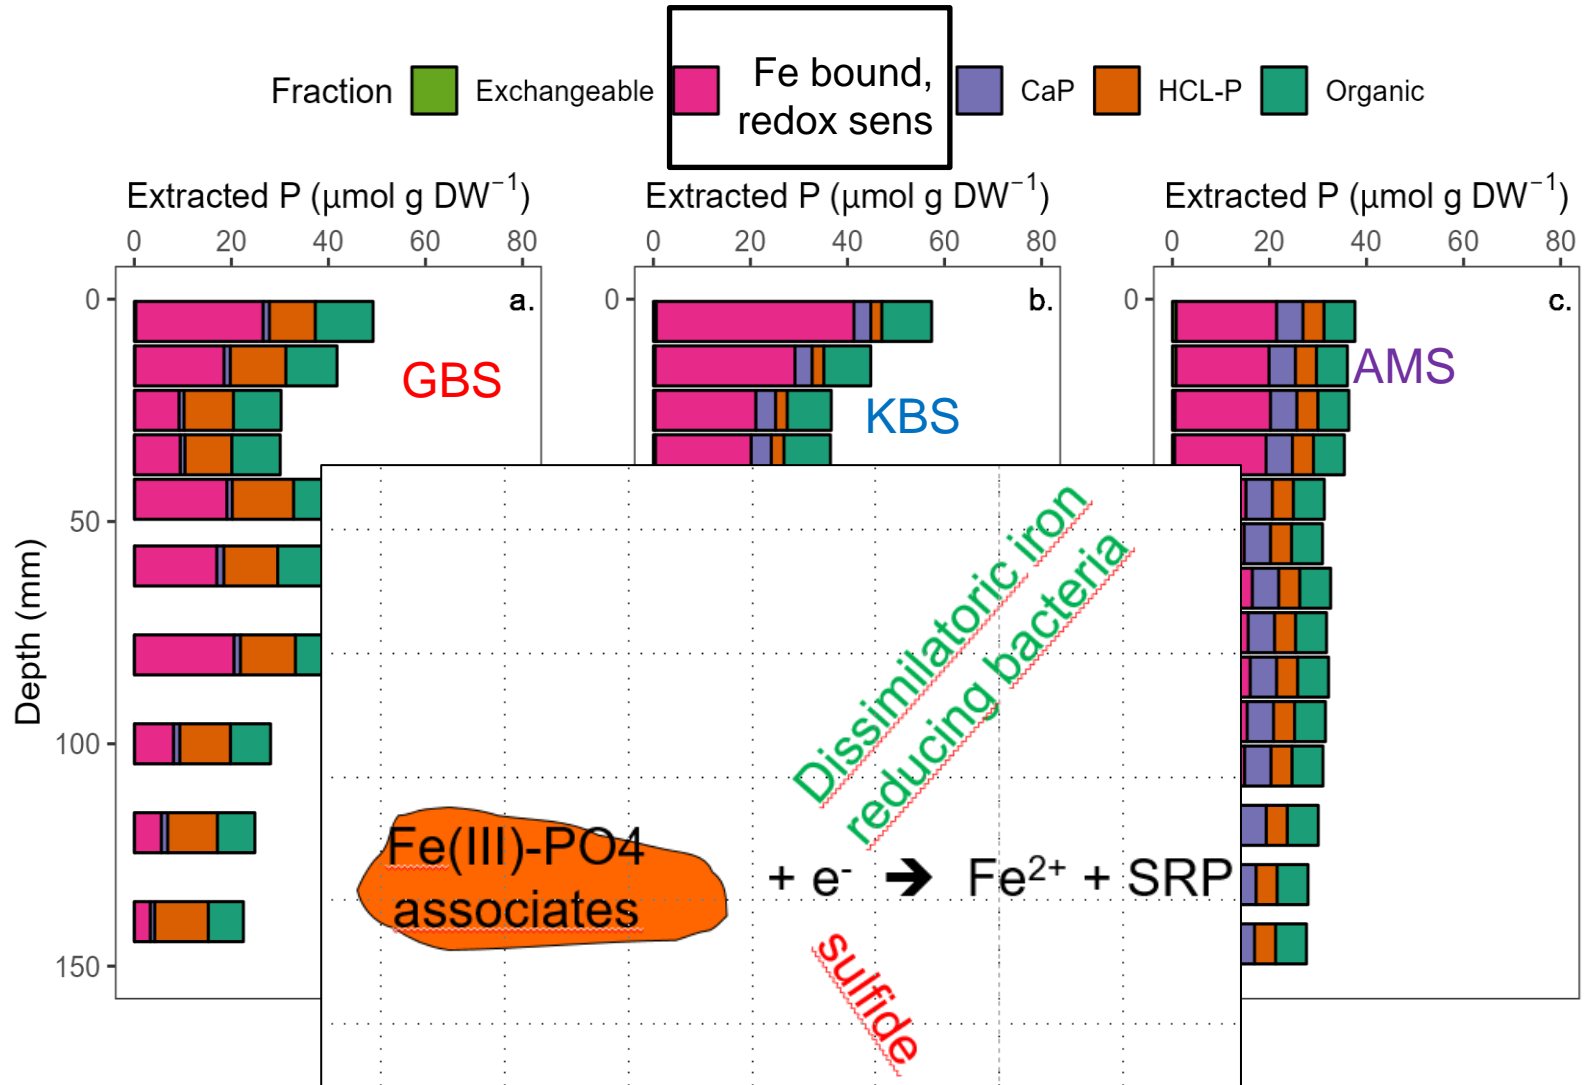 Fraction Exchangeable Fe bound, CaP HCL-P Organic
redox sens
Extracted P (µmol g DW⁻¹) Extracted P (µmol g DW⁻¹) Extracted P (µmol g DW⁻¹)
0 20 40 60 80 0 20 40 60 80 0 20 40 60 80
0 a. 0 b. 0 c.
GBS KBS AMS
50
100
150
Depth (mm)
Dissimilatoric iron
reducing bacteria
Fe(III)-PO4
associates
+ e⁻ ➔ Fe²⁺ + SRP
sulfide